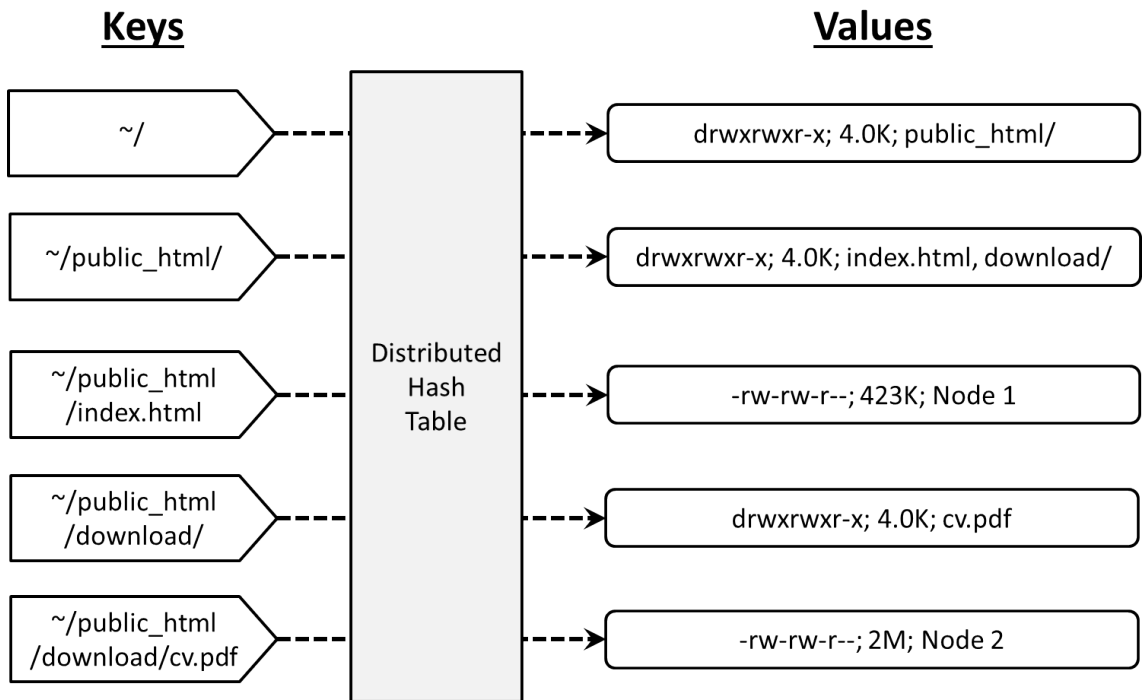 Keys
Values
~/
drwxrwxr-x; 4.0K; public_html/
~/public_html/
drwxrwxr-x; 4.0K; index.html, download/
Distributed
Hash
Table
~/public_html
/index.html
-rw-rw-r--; 423K; Node 1
~/public_html
/download/
drwxrwxr-x; 4.0K; cv.pdf
~/public_html
/download/cv.pdf
-rw-rw-r--; 2M; Node 2